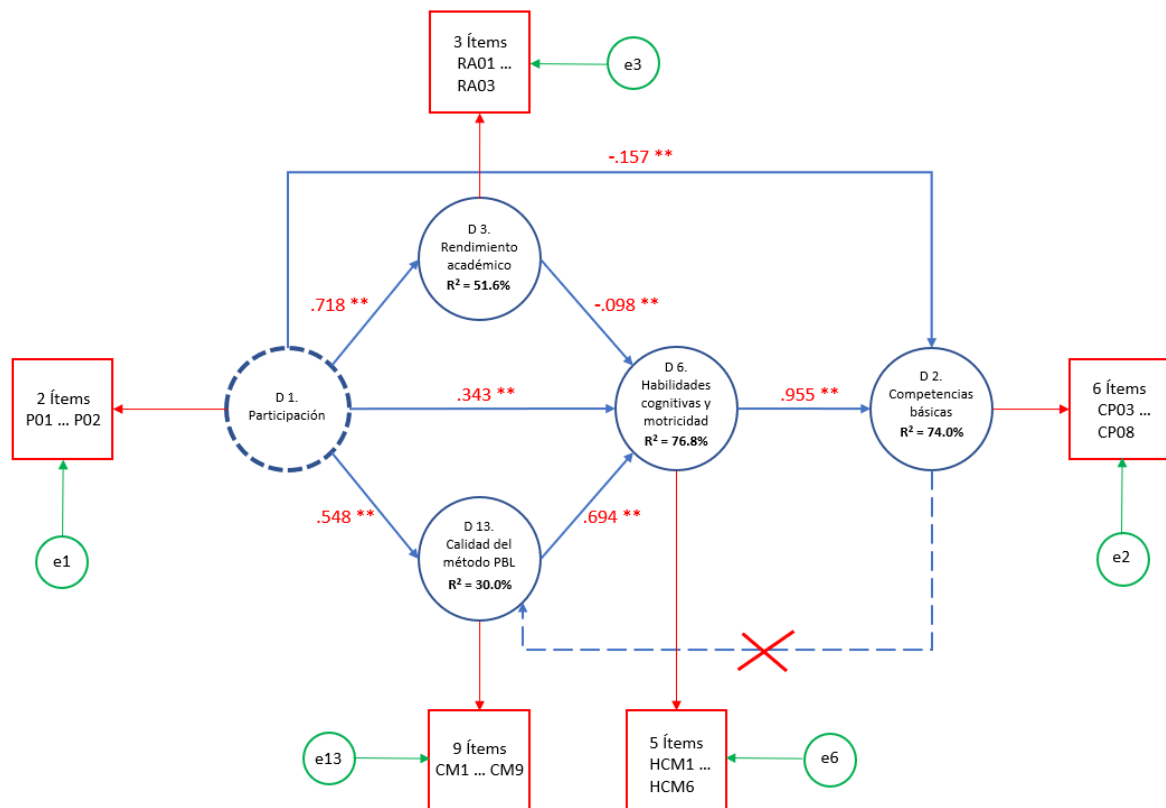 3 Ítems
RA01 ...
RA03
e3
-.157 **
D 3.
Rendimiento
académico
R² = 51.6%
.718 **
-.098 **
2 Ítems
P01 ... P02
D 1.
Participación
.343 **
D 6.
Habilidades
cognitivas y
motricidad
R² = 76.8%
.955 **
D 2.
Competencias
básicas
R² = 74.0%
6 Ítems
CP03 ...
CP08
.548 **
.694 **
D 13.
Calidad del
método PBL
R² = 30.0%
e1
e2
e13
9 Ítems
CM1 ... CM9
5 Ítems
HCM1 ...
HCM6
e6